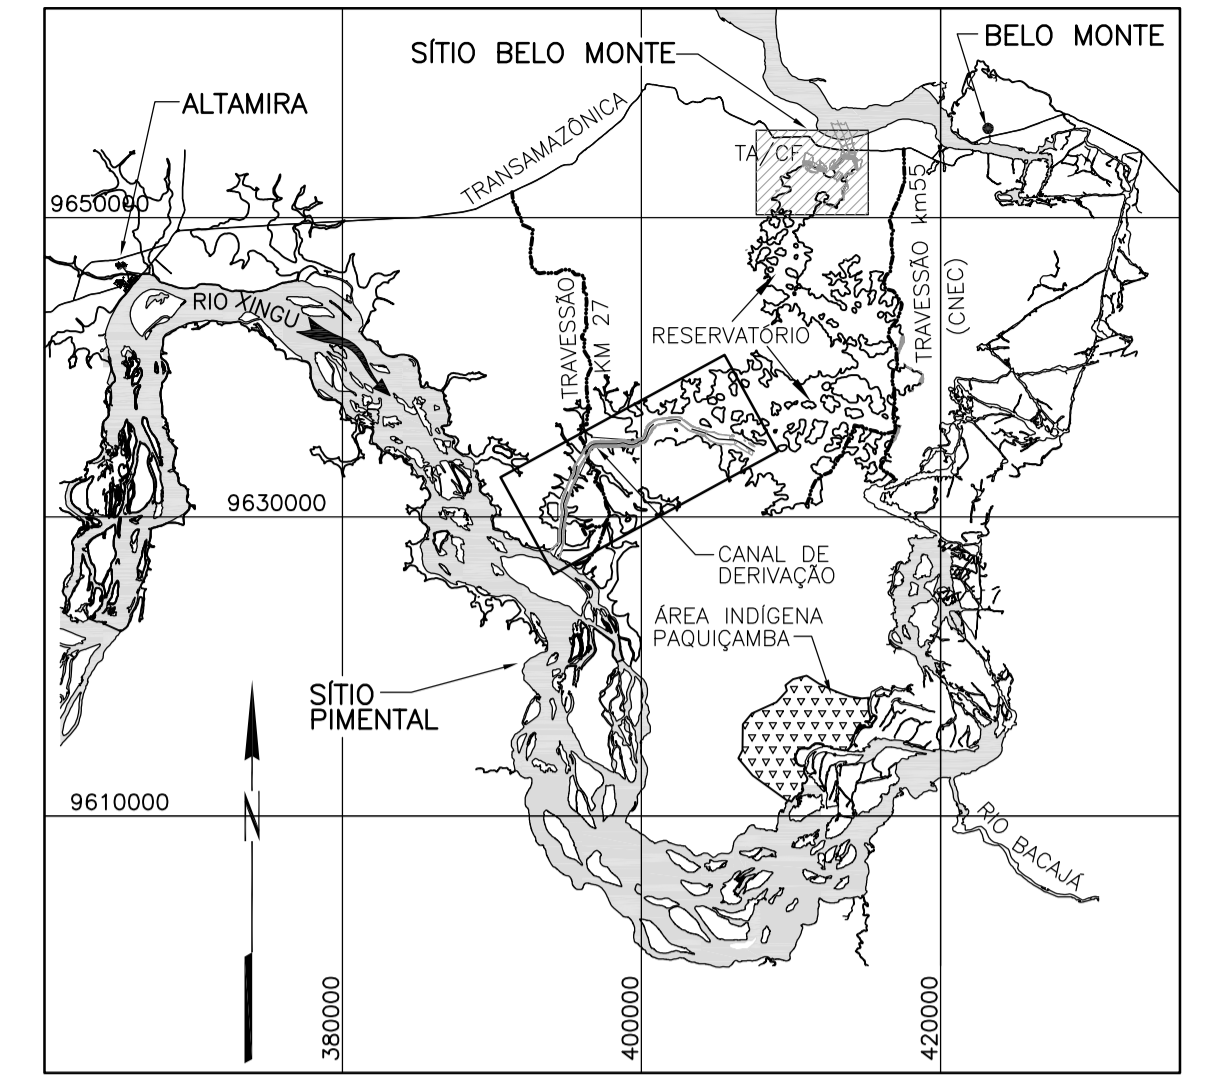 BELO MONTE
SÍTIO BELO MONTE
ALTAMIRA
TRANSAMAZÔNICA
TA/CF
9650000
TRAVESSÃO km55
(CNEC)
RIO XINGU
TRAVESSÃO
KM 27
RESERVATÓRIO
9630000
CANAL DE
DERIVAÇÃO
ÁREA INDÍGENA
PAQUIÇAMBA
SÍTIO
PIMENTAL
9610000
N
RIO BACAJÁ
380000
4000000
420000